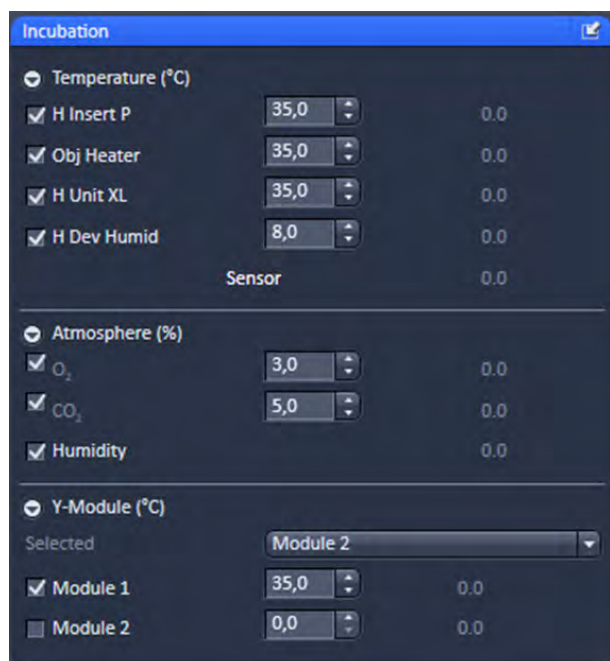 Incubation
Temperature (°C)
H Insert P 35,0 0.0
Obj Heater 35,0 0.0
H Unit XL 35,0 0.0
H Dev Humid 8,0 0.0
Sensor 0.0
Atmosphere (%)
O₂ 3,0 0.0
CO₂ 5,0 0.0
Humidity 0.0
Y-Module (°C)
Selected Module 2
Module 1 35,0 0.0
Module 2 0,0 0.0